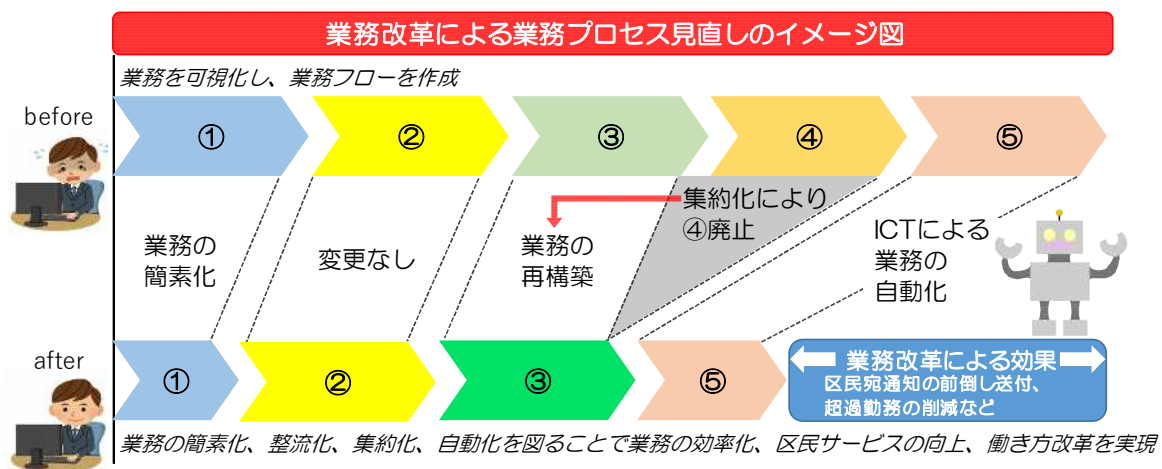 業務改革による業務プロセス見直しのイメージ図
業務を可視化し、業務フローを作成
before
①
②
③
④
⑤
業務の
簡素化
変更なし
業務の
再構築
集約化により
④廃止
ICTによる
業務の
自動化
after
①
②
③
⑤
業務改革による効果
区民宛通知の前倒し送付、
超過勤務の削減など
業務の簡素化、整流化、集約化、自動化を図ることで業務の効率化、区民サービスの向上、働き方改革を実現